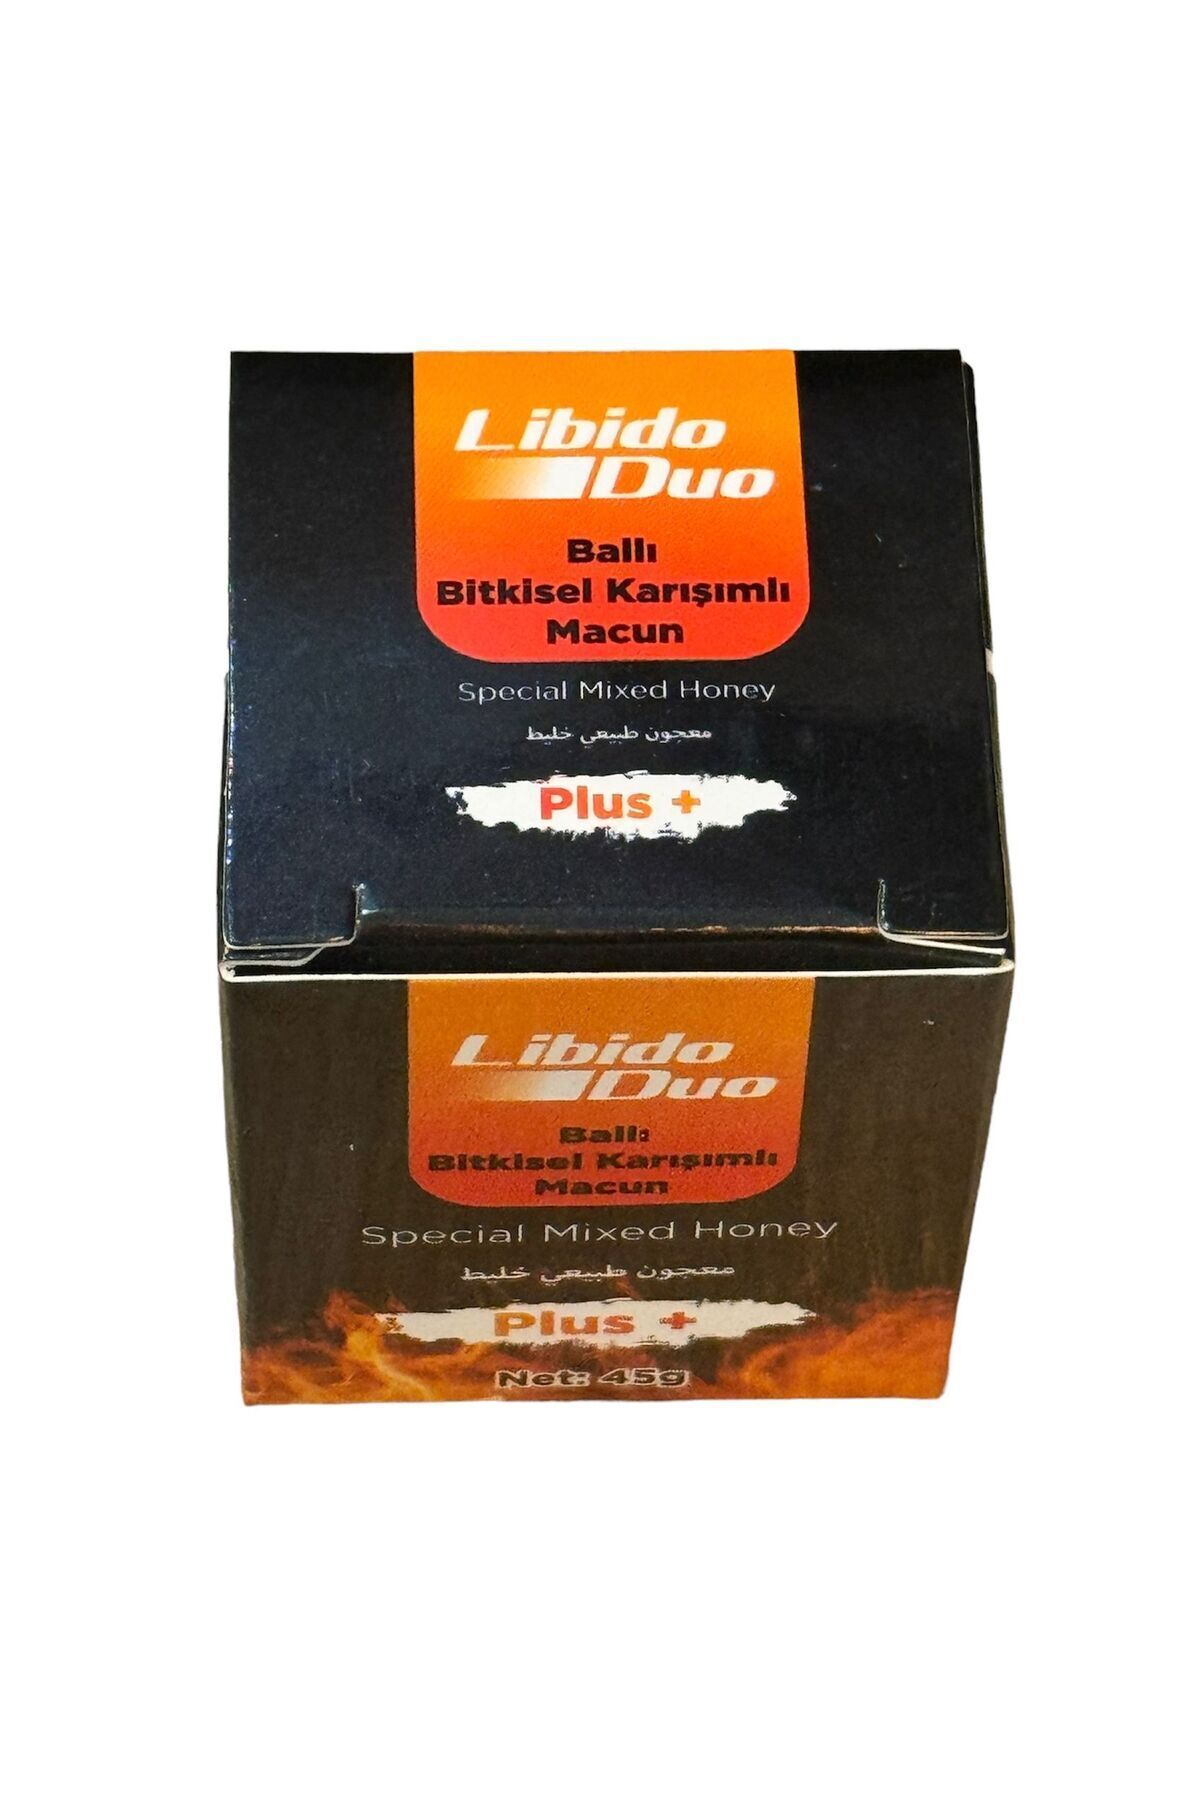 Libido
Duo
Ballı
Bitkisel Karışımlı
Macun
Special Mixed Honey
معجون طبيعي خليط
Plus +
Libido
Duo
Ballı
Bitkisel Karışımlı
Macun
Special Mixed Honey
معجون طبيعي خليط
Plus +
Net: 45g